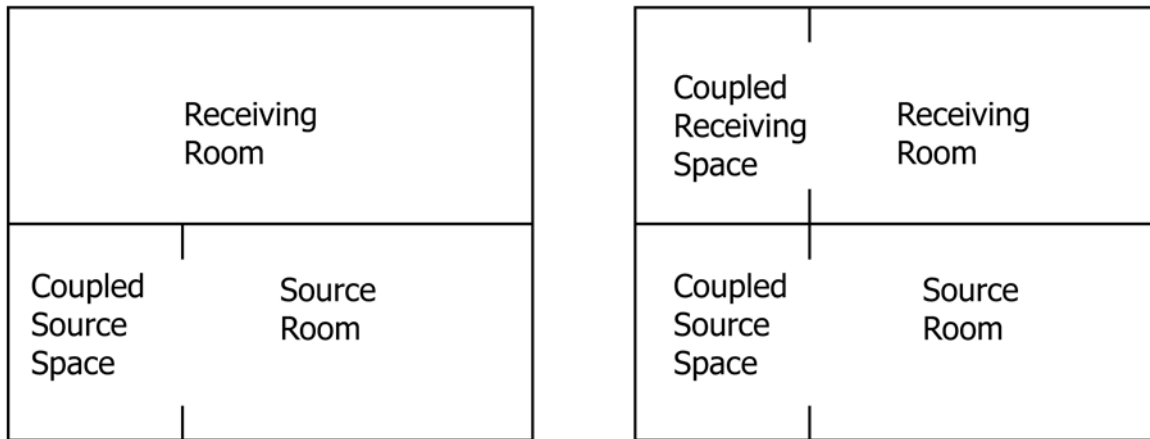 Receiving
Room
Coupled
Source
Space
Source
Room
Coupled
Receiving
Space
Receiving
Room
Coupled
Source
Space
Source
Room